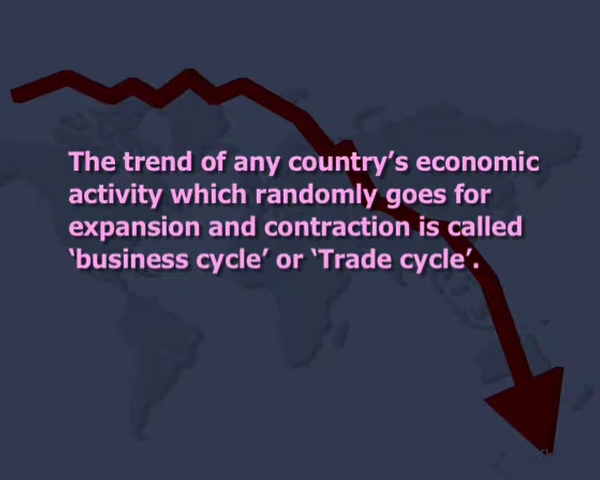 The trend of any country’s economic
activity which randomly goes for
expansion and contraction is called
‘business cycle’ or ‘Trade cycle’.